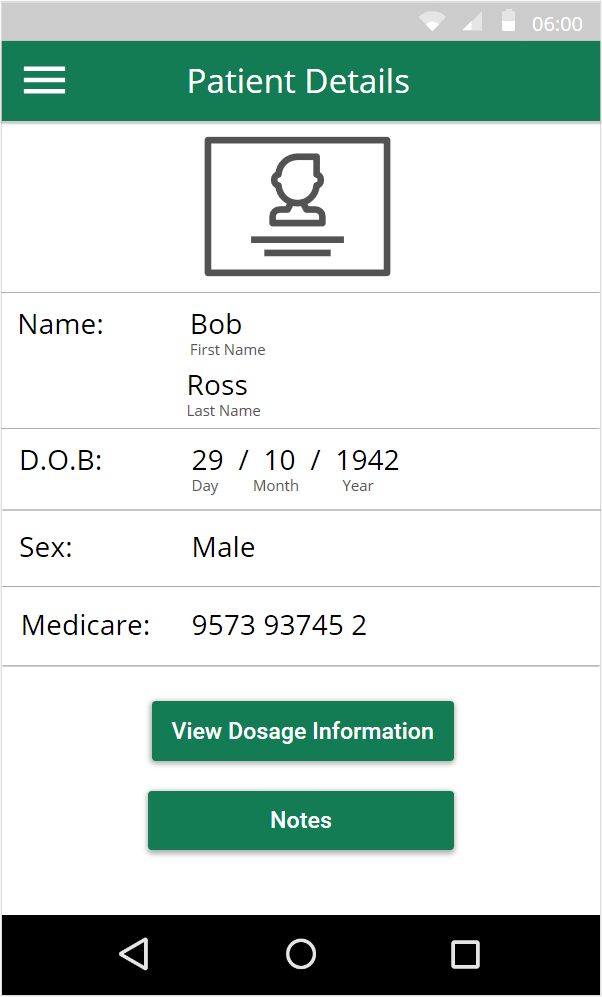 06:00
Patient Details
Name: Bob
First Name
Ross
Last Name
D.O.B: 29 / 10 / 1942
Day Month Year
Sex: Male
Medicare: 9573 93745 2
View Dosage Information
Notes